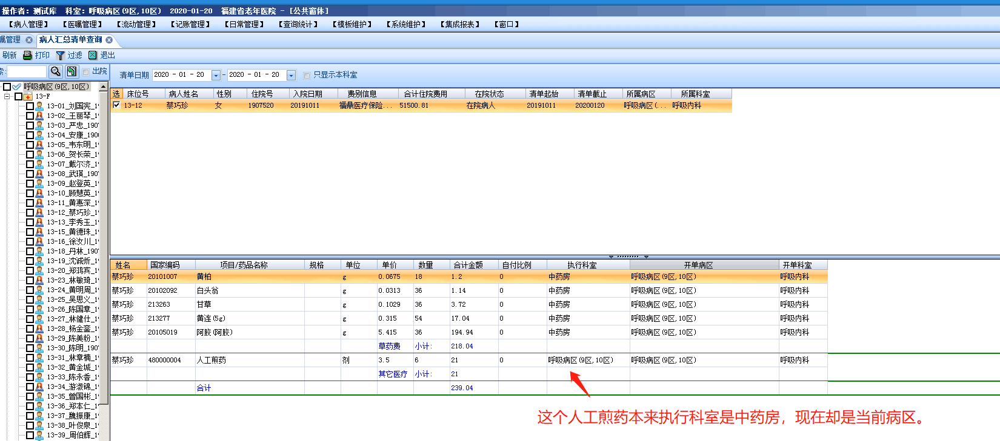 操作者: 测试库 科室: 呼吸病区(9区,10区) 2020-01-20 福建省老年医院 - [公共窗体]
【病人管理】 【医嘱管理】 【流动管理】 【记账管理】 【日常管理】 【查询统计】 【模板维护】 【系统维护】 【集成报表】 【窗口】
嘱管理 病人汇总清单查询
刷新 打印 过滤 退出
索: 出院 清单日期 2020 - 01 - 20 - 2020 - 01 - 20 只显示本科室
呼吸病区(9区,10区)
13-F
13-01_刘国宪_1
13-02_王丽琴_1
13-03_严忠_190
13-04_安康_190
13-05_韦东明_1
13-06_贺长荣_1
13-07_戴尔济_1
13-08_武瑛_190
13-09_赵登英_1
13-10_顾慧英_1
13-11_黄惠深_1
13-12_蔡巧珍_1
13-13_李秀玉_1
13-15_黄德珠_1
13-16_徐汝川_1
13-18_丹林_190
13-19_沈诚炘_1
13-20_郑鸿宾_1
13-23_林敏琦_1
13-24_黄明周_1
13-25_吴思义_1
13-26_陈国章_1
13-27_林健仕_1
13-28_杨金銮_1
13-29_陈美粉_1
13-30_陈明_190
13-31_林章楠_1
13-32_黄金城_1
13-33_陈永香_1
13-34_游淑锦_1
13-35_曾国彬_1
13-36_郑本仁_1
13-37_魏振康_1
13-38_叶俊泉_1
13-39_周伯辉_1
选 床位号 病人姓名 性别 住院号 入院日期 费别信息 合计住院费用 在院状态 清单起始 清单截止 所属病区 所属科室
13-12 蔡巧珍 女 1907520 20191011 福鼎医疗保险... 51500.81 在院病人 20191011 20200120 呼吸病区(... 呼吸内科
姓名 国家编码 项目/药品名称 规格 单位 单价 数量 合计金额 自付比例 执行科室 开单病区 开单科室
蔡巧珍 20101007 黄柏 g 0.0675 18 1.2 0 中药房 呼吸病区(9区,10区) 呼吸内科
蔡巧珍 20102092 白头翁 g 0.0313 36 1.14 0 中药房 呼吸病区(9区,10区) 呼吸内科
蔡巧珍 213263 甘草 g 0.1029 36 3.72 0 中药房 呼吸病区(9区,10区) 呼吸内科
蔡巧珍 213277 黄连(5g) g 0.315 54 17.04 0 中药房 呼吸病区(9区,10区) 呼吸内科
蔡巧珍 20105019 阿胶(阿胶) g 5.415 36 194.94 0 中药房 呼吸病区(9区,10区) 呼吸内科
草药费 小计: 218.04
蔡巧珍 480000004 人工煎药 剂 3.5 6 21 0 呼吸病区(9区,10区) 呼吸病区(9区,10区) 呼吸内科
其它医疗 小计: 21
合计 239.04
这个人工煎药本来执行科室是中药房，现在却是当前病区。